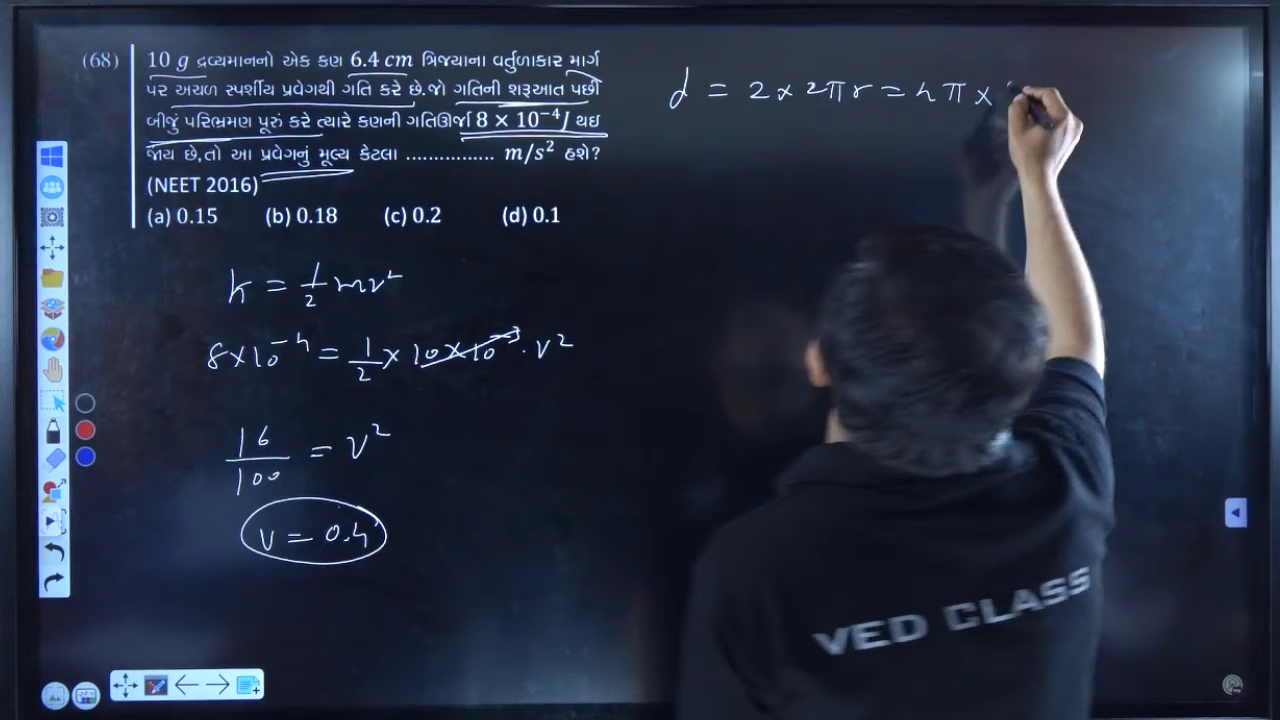 (68) 10 g દ્રવ્યમાનનો એક કણ 6.4 cm ત્રિજ્યાના વર્તુળાકાર માર્ગ
પર અચળ સ્પર્શીય પ્રવેગથી ગતિ કરે છે.જો ગતિની શરૂઆત પછી
બીજું પરિભ્રમણ પૂરું કરે ત્યારે કણની ગતિઊર્જા 8 × 10⁻⁴J થઇ
જાય છે,તો આ પ્રવેગનું મૂલ્ય કેટલા ................ m/s² હશે?
(NEET 2016)
(a) 0.15 (b) 0.18 (c) 0.2 (d) 0.1
k = 1/2 mv²
8×10⁻⁴ = 1/2 × 10×10⁻³ · v²
16/100 = v²
v = 0.4
d = 2 × 2πr = 4π ×
VED CLASS